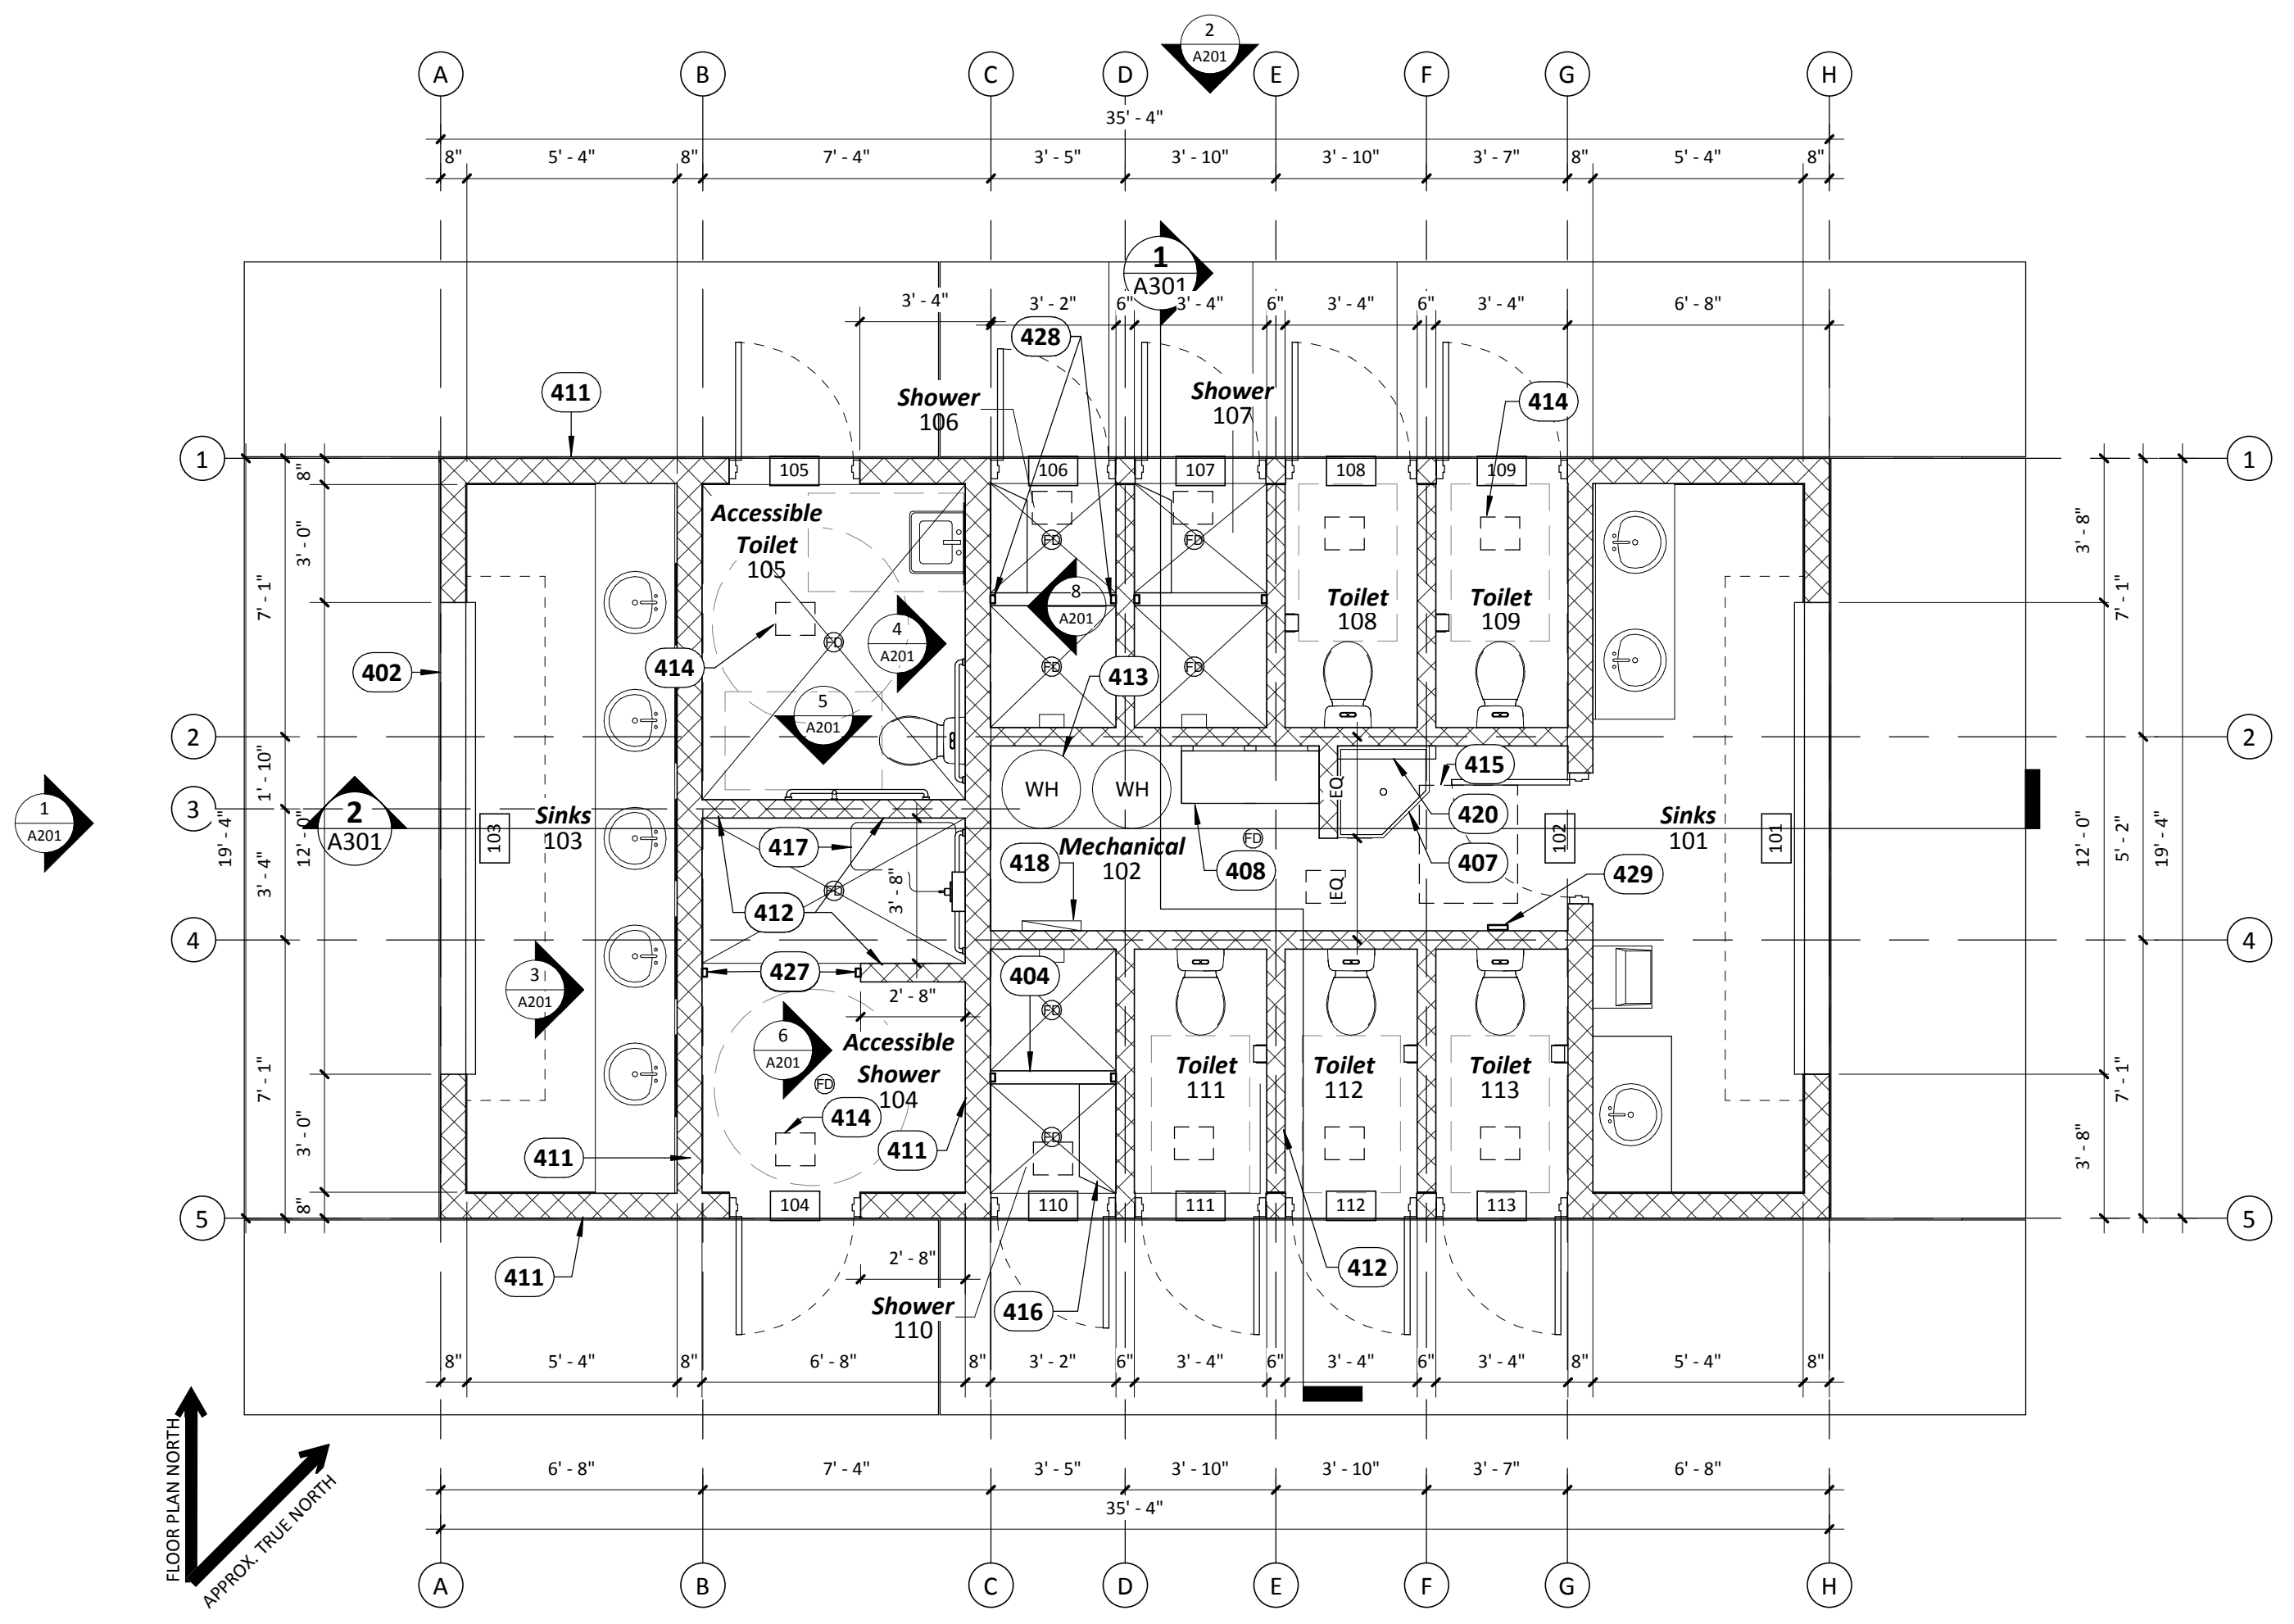 2
A201
A B C D E F G H
35' - 4"
8" 5' - 4" 8" 7' - 4" 3' - 5" 3' - 10" 3' - 10" 3' - 7" 8" 5' - 4" 8"
1
A301
3' - 4" 3' - 2" 6" 3' - 4" 6" 3' - 4" 6" 3' - 4" 6' - 8"
428
411
Shower
106
Shower
107
414
1 1
105 106 107 108 109
8"
3' - 0"
7' - 1"
3' - 8"
7' - 1"
Accessible
Toilet
105
FD FD
Toilet
108
Toilet
109
8
A201
4
A201
FD
414
402
FD FD
413
5
A201
2 2
415
1' - 10"
WH WH
EQ
3
1
A201
2
A301
19' - 4"
12' - 0"
3' - 4"
103
Sinks
103
417
3' - 8"
FD
412
418
Mechanical
102
FD
408
EQ
420
407
102
Sinks
101
101
429
12' - 0"
5' - 2"
19' - 4"
4 4
3
A201
427
404
2' - 8"
FD
6
A201
Accessible
Shower
104
FD
414
411
411
Toilet
111
Toilet
112
Toilet
113
FD
7' - 1"
3' - 0"
8"
7' - 1"
3' - 8"
5 5
104 110 111 112 113
411
2' - 8"
412
Shower
110
416
8" 5' - 4" 8" 6' - 8" 8" 3' - 2" 6" 3' - 4" 6" 3' - 4" 6" 3' - 4" 8" 5' - 4" 8"
FLOOR PLAN NORTH
APPROX. TRUE NORTH
6' - 8" 7' - 4" 3' - 5" 3' - 10" 3' - 10" 3' - 7" 6' - 8"
35' - 4"
A B C D E F G H